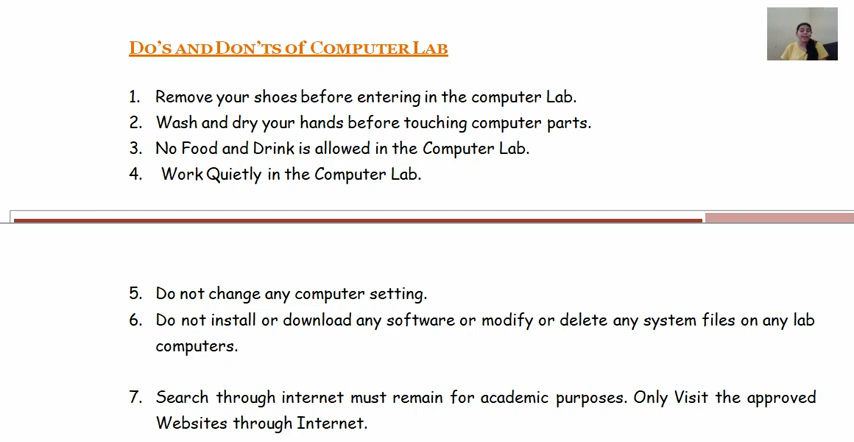 Do's and Don'ts of Computer Lab
1. Remove your shoes before entering in the computer Lab.
2. Wash and dry your hands before touching computer parts.
3. No Food and Drink is allowed in the Computer Lab.
4. Work Quietly in the Computer Lab.
5. Do not change any computer setting.
6. Do not install or download any software or modify or delete any system files on any lab
computers.
7. Search through internet must remain for academic purposes. Only Visit the approved
Websites through Internet.